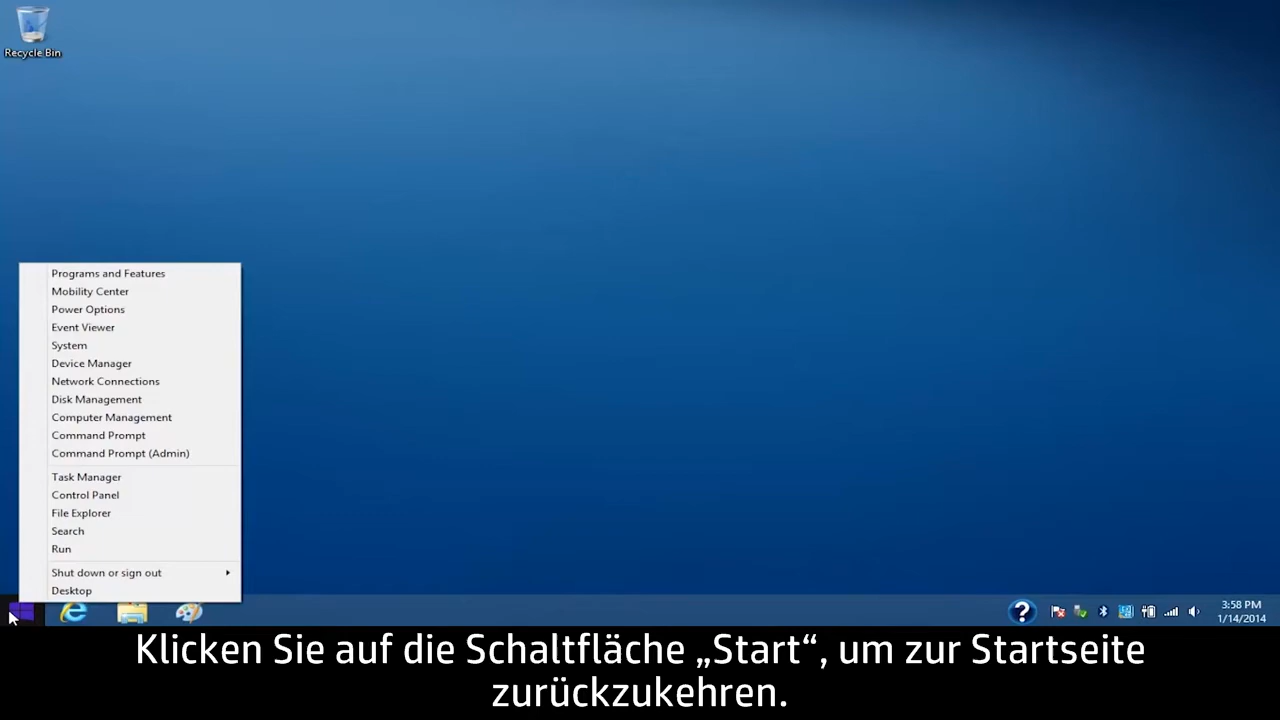 Recycle Bin
Programs and Features
Mobility Center
Power Options
Event Viewer
System
Device Manager
Network Connections
Disk Management
Computer Management
Command Prompt
Command Prompt (Admin)
Task Manager
Control Panel
File Explorer
Search
Run
Shut down or sign out
Desktop
?
3:58 PM
1/14/2014
Klicken Sie auf die Schaltfläche „Start“, um zur Startseite
zurückzukehren.